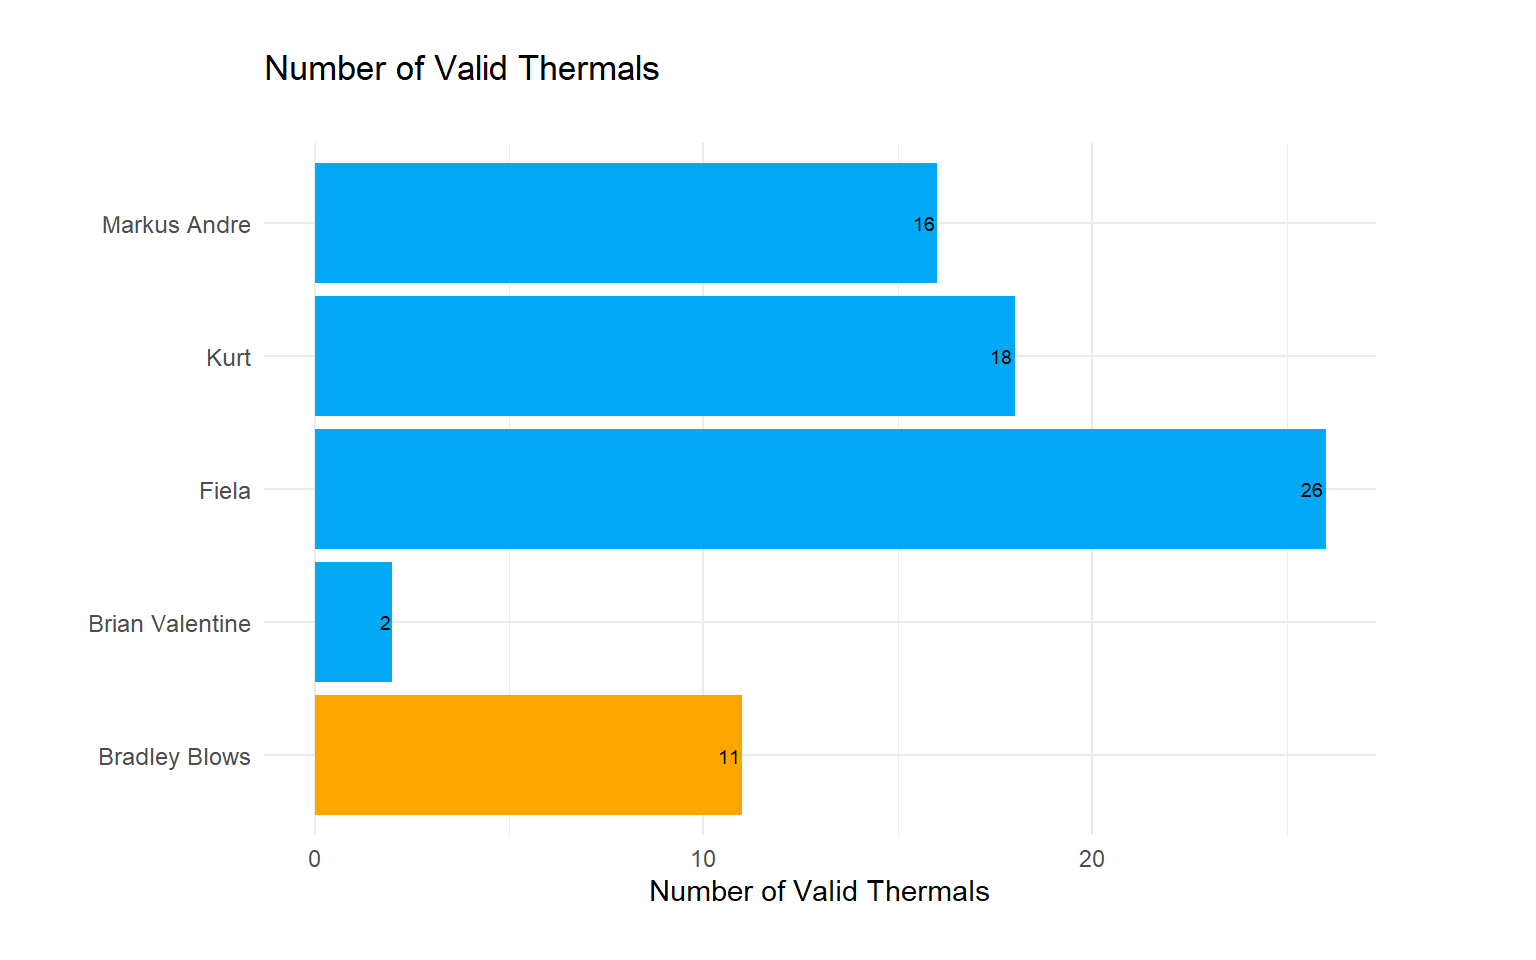 Number of Valid Thermals
Markus Andre
16
Kurt
18
Fiela
26
Brian Valentine
2
Bradley Blows
11
0
10
20
Number of Valid Thermals